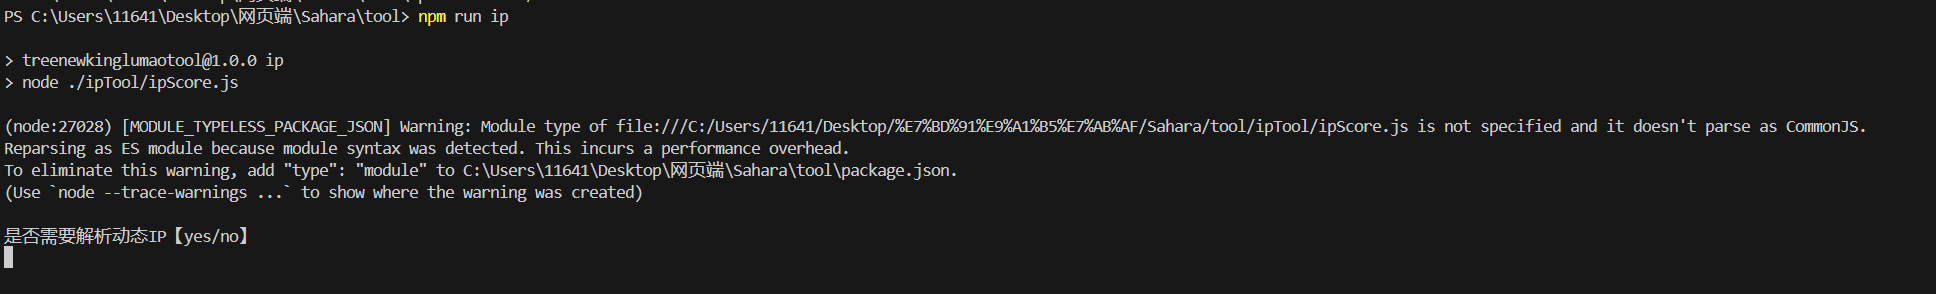 PS C:\Users\11641\Desktop\网页端\Sahara\tool> npm run ip
> treenewkinglumaotool@1.0.0 ip
> node ./ipTool/ipScore.js
(node:27028) [MODULE_TYPELESS_PACKAGE_JSON] Warning: Module type of file:///C:/Users/11641/Desktop/%E7%BD%91%E9%A1%B5%E7%AB%AF/Sahara/tool/ipTool/ipScore.js is not specified and it doesn't parse as CommonJS.
Reparsing as ES module because module syntax was detected. This incurs a performance overhead.
To eliminate this warning, add "type": "module" to C:\Users\11641\Desktop\网页端\Sahara\tool\package.json.
(Use `node --trace-warnings ...` to show where the warning was created)
是否需要解析动态IP【yes/no】